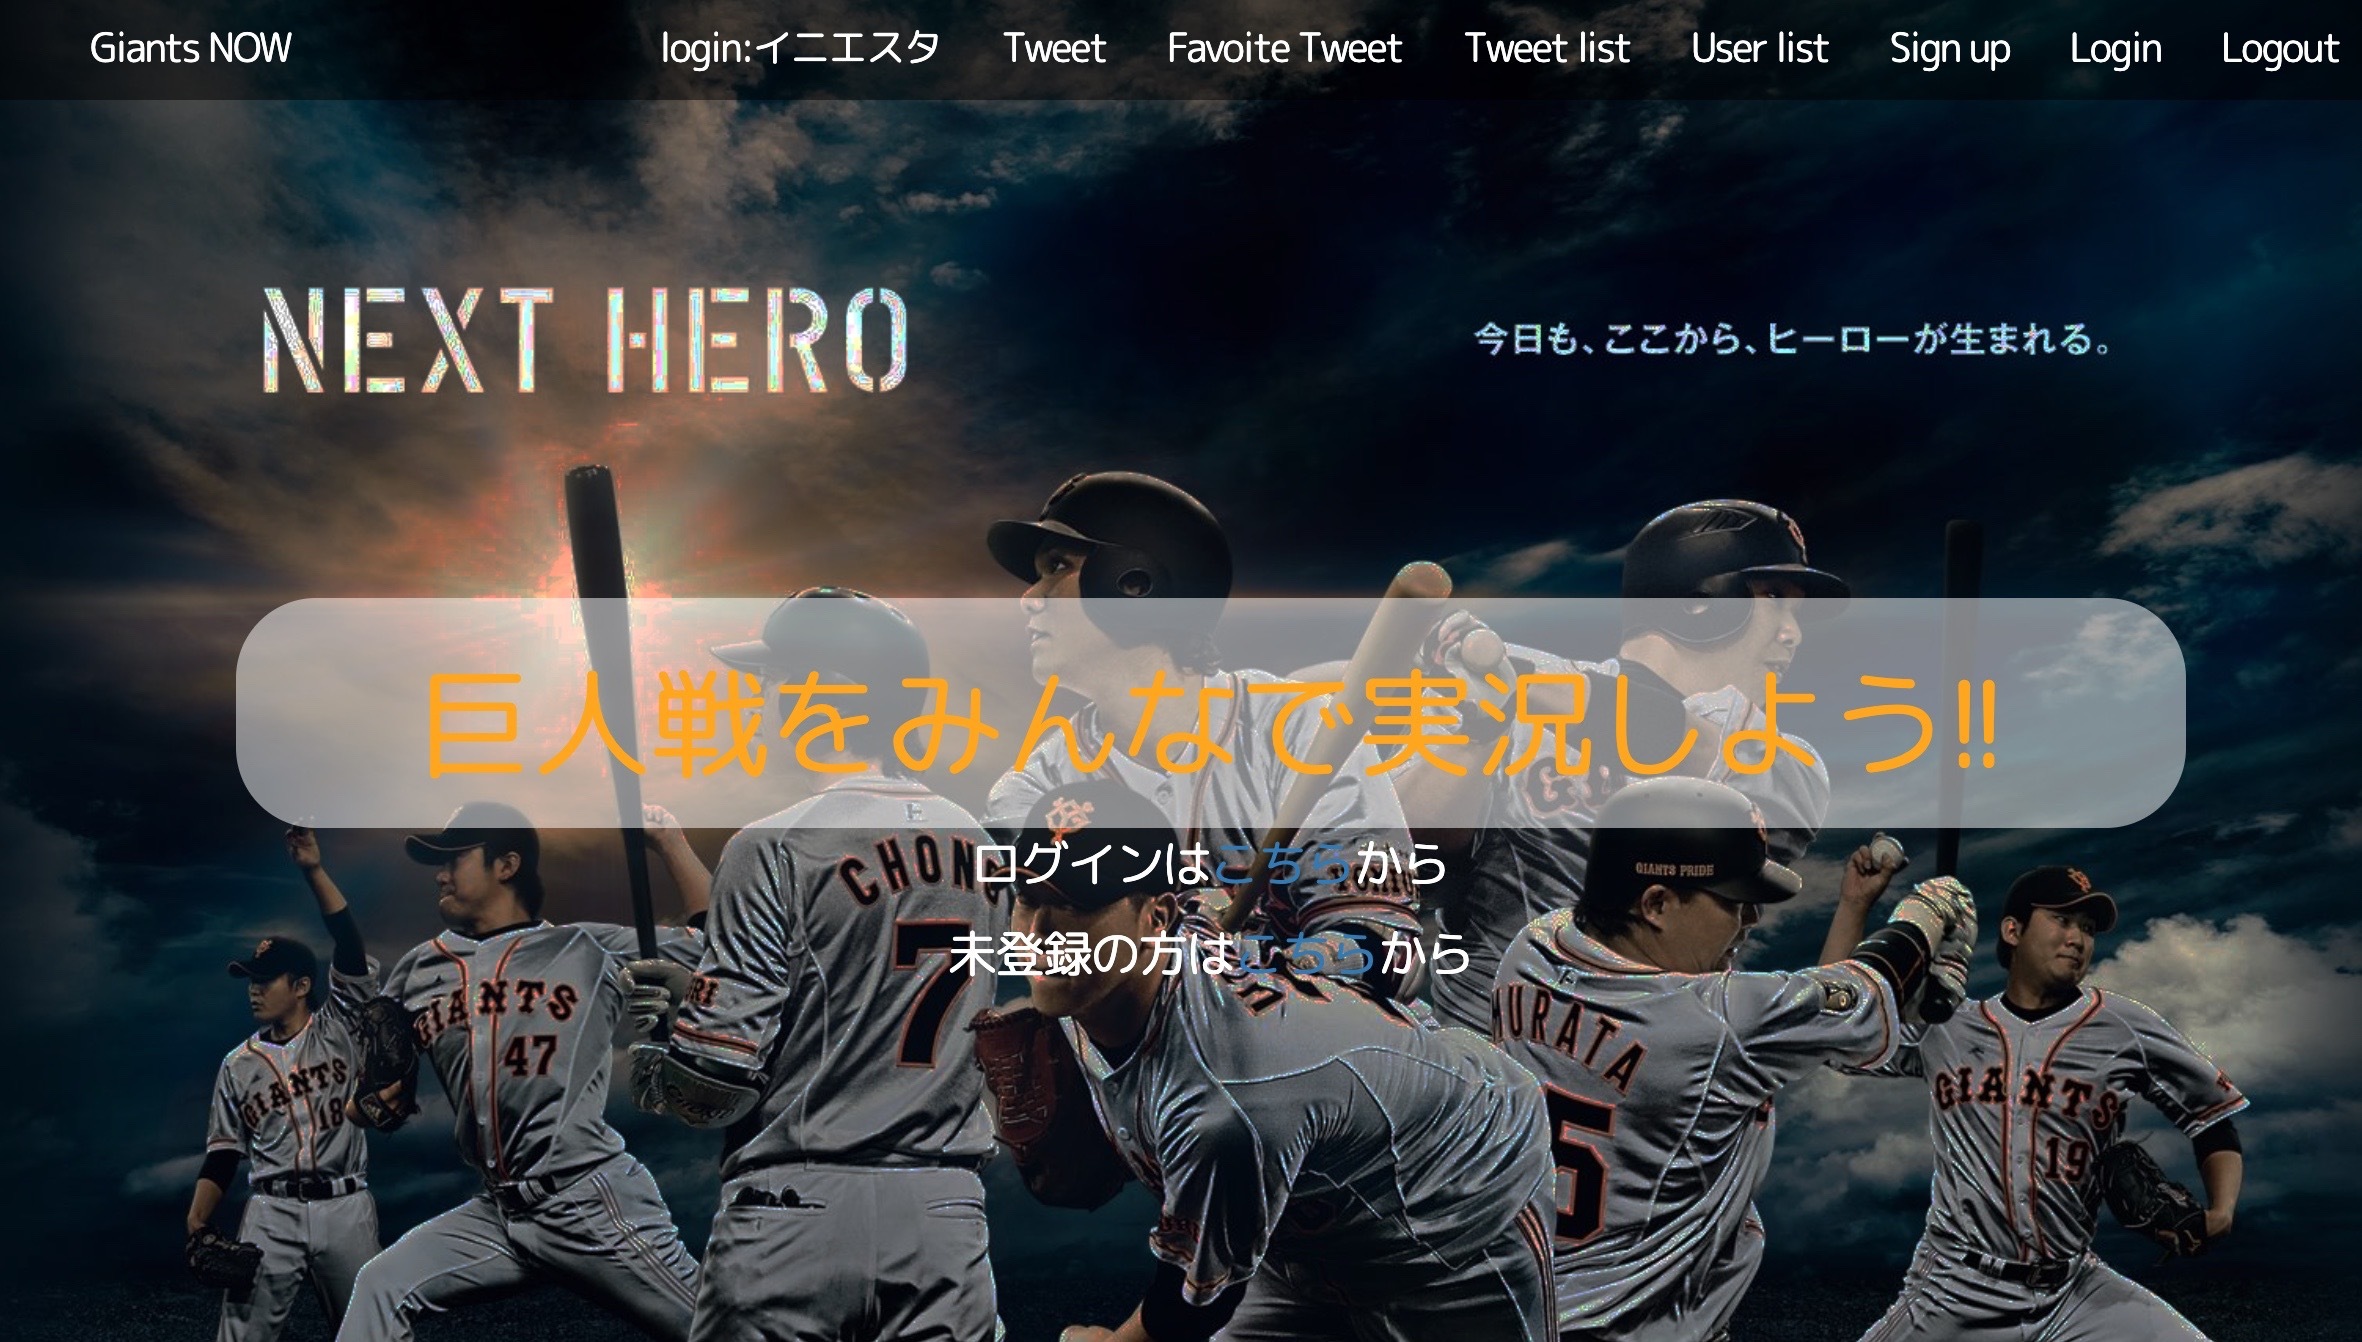 Giants NOW login:イニエスタ Tweet Favoite Tweet Tweet list User list Sign up Login Logout
NEXT HERO
今日も、ここから、ヒーローが生まれる。
巨人戦をみんなで実況しよう!!
ログインはこちらから
未登録の方はこちらから
GIANTS PRIDE
CHONG
7
GIANTS
47
GIANTS
18
MURATA
5
GIANTS
19